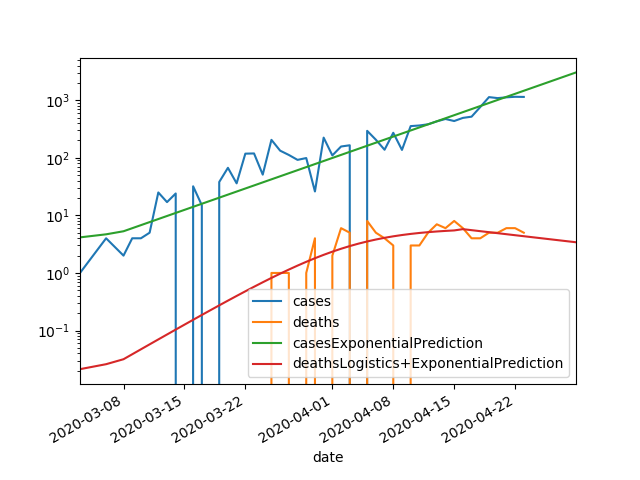 10³
10²
10¹
10⁰
10⁻¹
cases
deaths
casesExponentialPrediction
deathsLogistics+ExponentialPrediction
2020-03-08
2020-03-15
2020-03-22
2020-04-01
2020-04-08
2020-04-15
2020-04-22
date